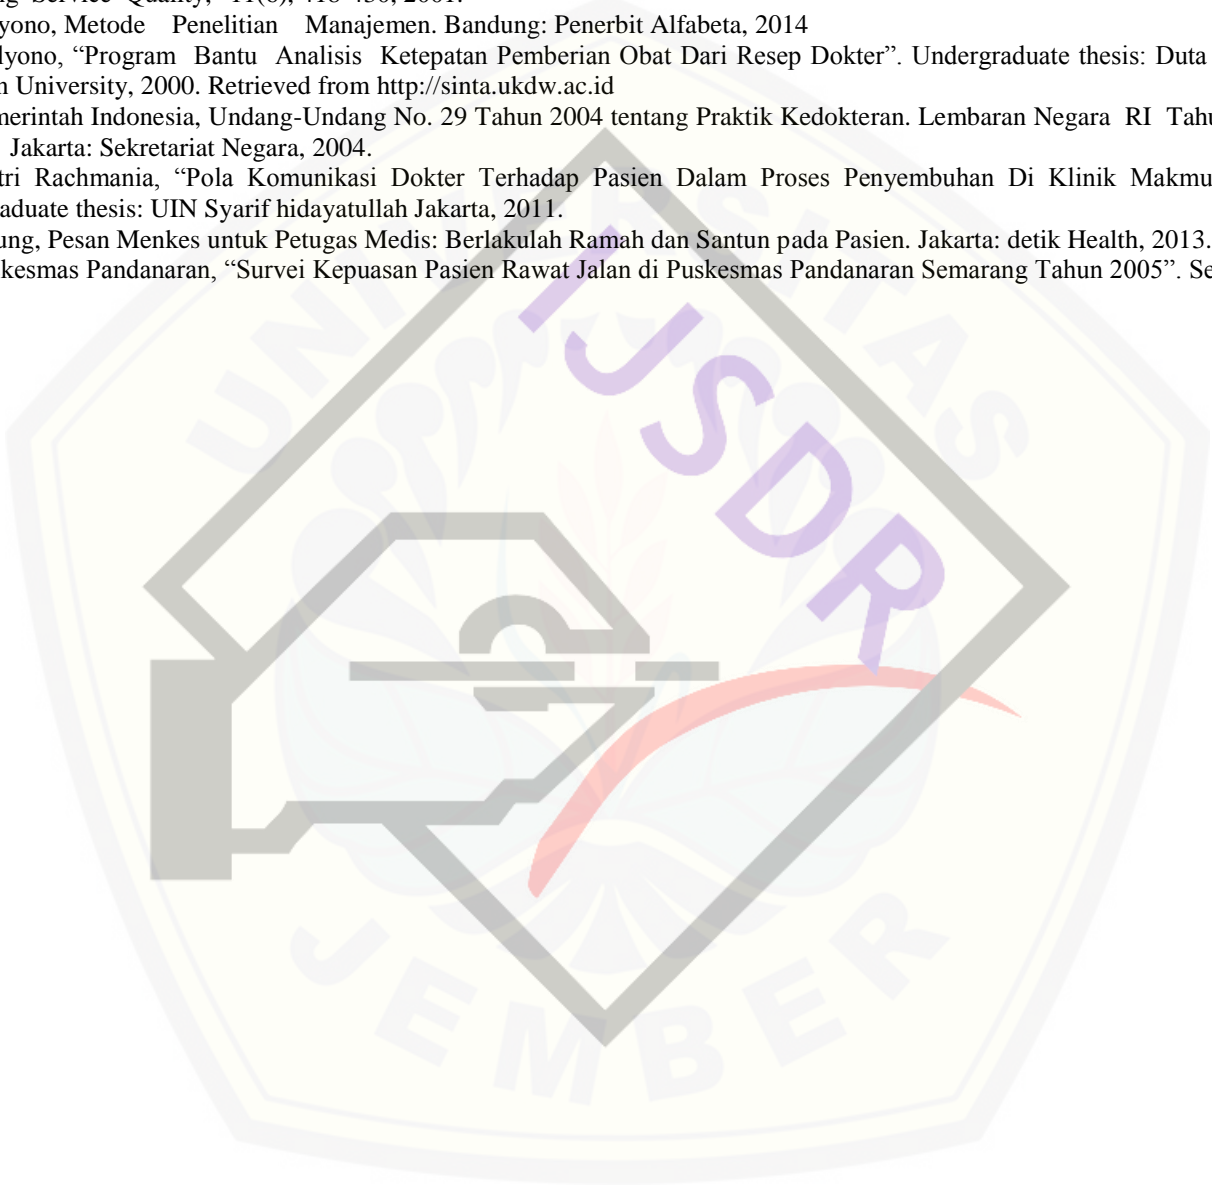 ng Service Quality, 11(6), 418-430, 2001.
yono, Metode Penelitian Manajemen. Bandung: Penerbit Alfabeta, 2014
lyono, “Program Bantu Analisis Ketepatan Pemberian Obat Dari Resep Dokter”. Undergraduate thesis: Duta
n University, 2000. Retrieved from http://sinta.ukdw.ac.id
nerintah Indonesia, Undang-Undang No. 29 Tahun 2004 tentang Praktik Kedokteran. Lembaran Negara RI Tahu
Jakarta: Sekretariat Negara, 2004.
tri Rachmania, “Pola Komunikasi Dokter Terhadap Pasien Dalam Proses Penyembuhan Di Klinik Makmu
aduate thesis: UIN Syarif hidayatullah Jakarta, 2011.
ung, Pesan Menkes untuk Petugas Medis: Berlakulah Ramah dan Santun pada Pasien. Jakarta: detik Health, 2013.
skesmas Pandanaran, “Survei Kepuasan Pasien Rawat Jalan di Puskesmas Pandanaran Semarang Tahun 2005”. Se
UNIVERSITAS
IJSDR
JEMBER